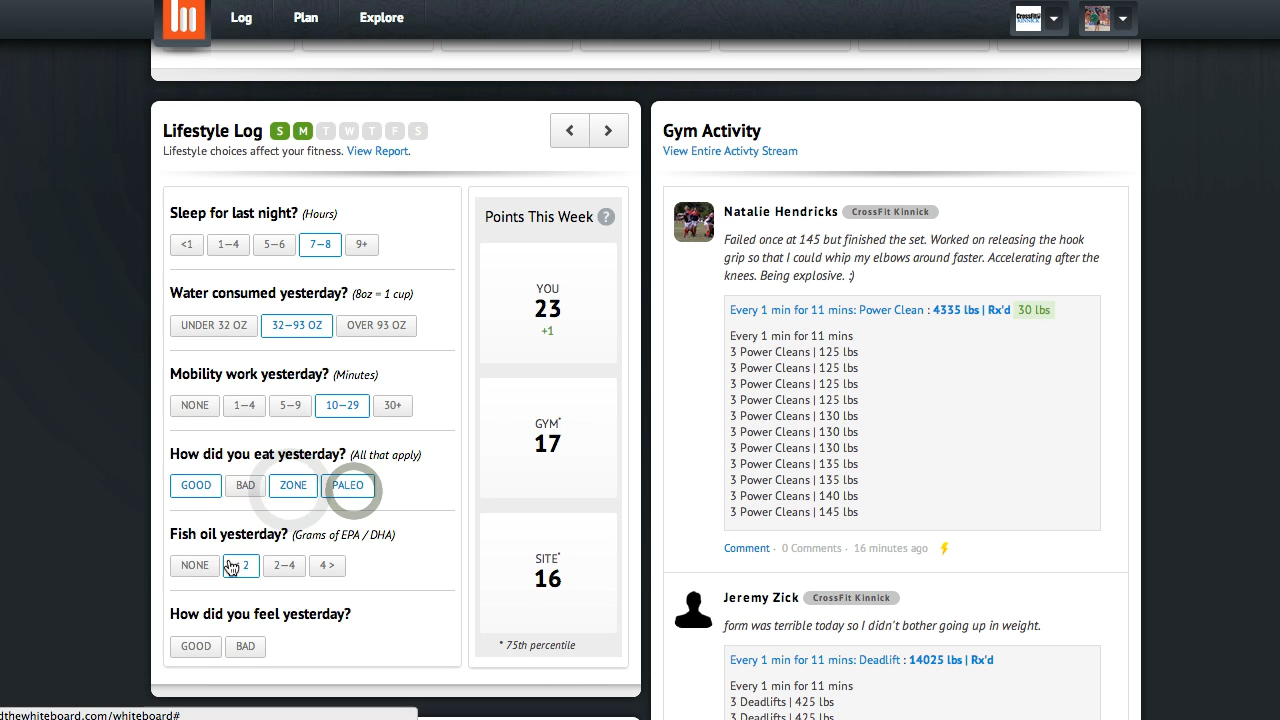 Log
Plan
Explore
CrossFit
KINNICK
Lifestyle Log S M T W T F S
Lifestyle choices affect your fitness. View Report.
Sleep for last night? (Hours)
<1 1–4 5–6 7–8 9+
Water consumed yesterday? (8oz = 1 cup)
UNDER 32 OZ 32–93 OZ OVER 93 OZ
Mobility work yesterday? (Minutes)
NONE 1–4 5–9 10–29 30+
How did you eat yesterday? (All that apply)
GOOD BAD ZONE PALEO
Fish oil yesterday? (Grams of EPA / DHA)
NONE 2 2–4 4 >
How did you feel yesterday?
GOOD BAD
Points This Week ?
YOU
23
+1
GYM*
17
SITE*
16
* 75th percentile
Gym Activity
View Entire Activty Stream
Natalie Hendricks CrossFit Kinnick
Failed once at 145 but finished the set. Worked on releasing the hook
grip so that I could whip my elbows around faster. Accelerating after the
knees. Being explosive. :)
Every 1 min for 11 mins: Power Clean : 4335 lbs | Rx'd 30 lbs
Every 1 min for 11 mins
3 Power Cleans | 125 lbs
3 Power Cleans | 125 lbs
3 Power Cleans | 125 lbs
3 Power Cleans | 125 lbs
3 Power Cleans | 130 lbs
3 Power Cleans | 130 lbs
3 Power Cleans | 130 lbs
3 Power Cleans | 135 lbs
3 Power Cleans | 135 lbs
3 Power Cleans | 140 lbs
3 Power Cleans | 145 lbs
Comment · 0 Comments · 16 minutes ago
Jeremy Zick CrossFit Kinnick
form was terrible today so I didn't bother going up in weight.
Every 1 min for 11 mins: Deadlift : 14025 lbs | Rx'd
Every 1 min for 11 mins
3 Deadlifts | 425 lbs
3 Deadlifts | 425 lbs
dthewhiteboard.com/whiteboard#